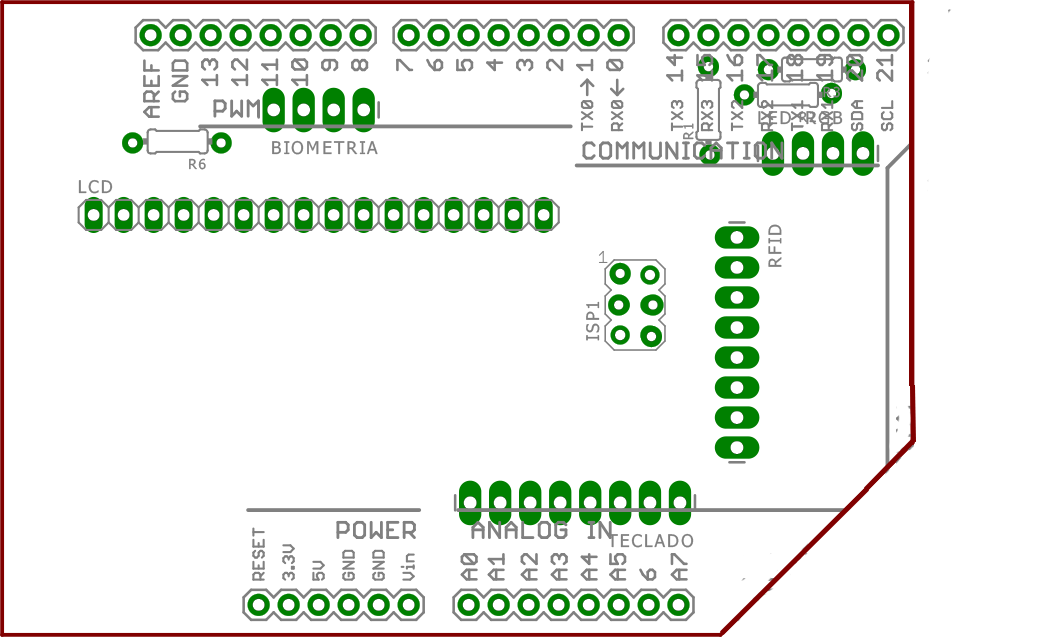 AREF GND 13 12 11 10 9 8
7 6 5 4 3 2 TX0→1 RX0←0
14 15 16 17 18 19 20 21
TX3 RX3 TX2 RX2 TX1 RX1 SDA SCL
PWM
BIOMETRIA
R6
R1
LED RGB
COMMUNICATION
LCD
RFID
1
ISP1
POWER
ANALOG IN
TECLADO
RESET 3.3V 5V GND GND Vin
A0 A1 A2 A3 A4 A5 6 A7